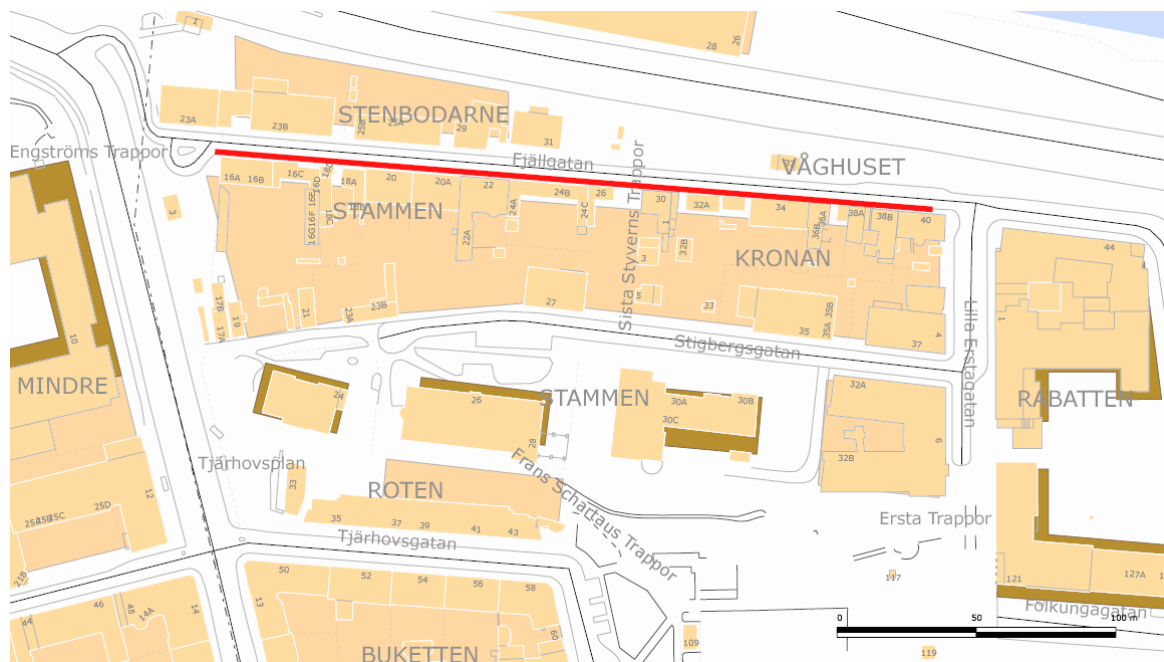 1
28
26
STENBODARNE
23A
23B
25B
25A
29
31
Engströms Trappor
Fjällgatan
VÅGHUSET
16A
16B
16C
16D
18D
16E
16F
16G
18C
18A
18B
20
20A
22
24A
24B
24C
26
22A
STAMMEN
Sista Styverns Trappor
30
1
32A
32B
34
36A
36B
38A
38B
40
KRONAN
44
3
3
5
33
17B
17A
19
21
23A
23B
27
35
35B
35A
37
4
Stigbergsgatan
Lilla Erstagatan
1
10
MINDRE
24
26
28
STAMMEN
30A
30B
30C
32A
32B
6
RABATTEN
Tjärhovsplan
33
ROTEN
35
37
39
41
43
Frans Schartaus Trappor
Ersta Trappor
12
25B
25C
25D
Tjärhovsgatan
117
121
127A
Folkungagatan
21B
46
44
48
14A
14
13
50
52
54
56
58
60
BUKETTEN
109
119
0
50
100 m